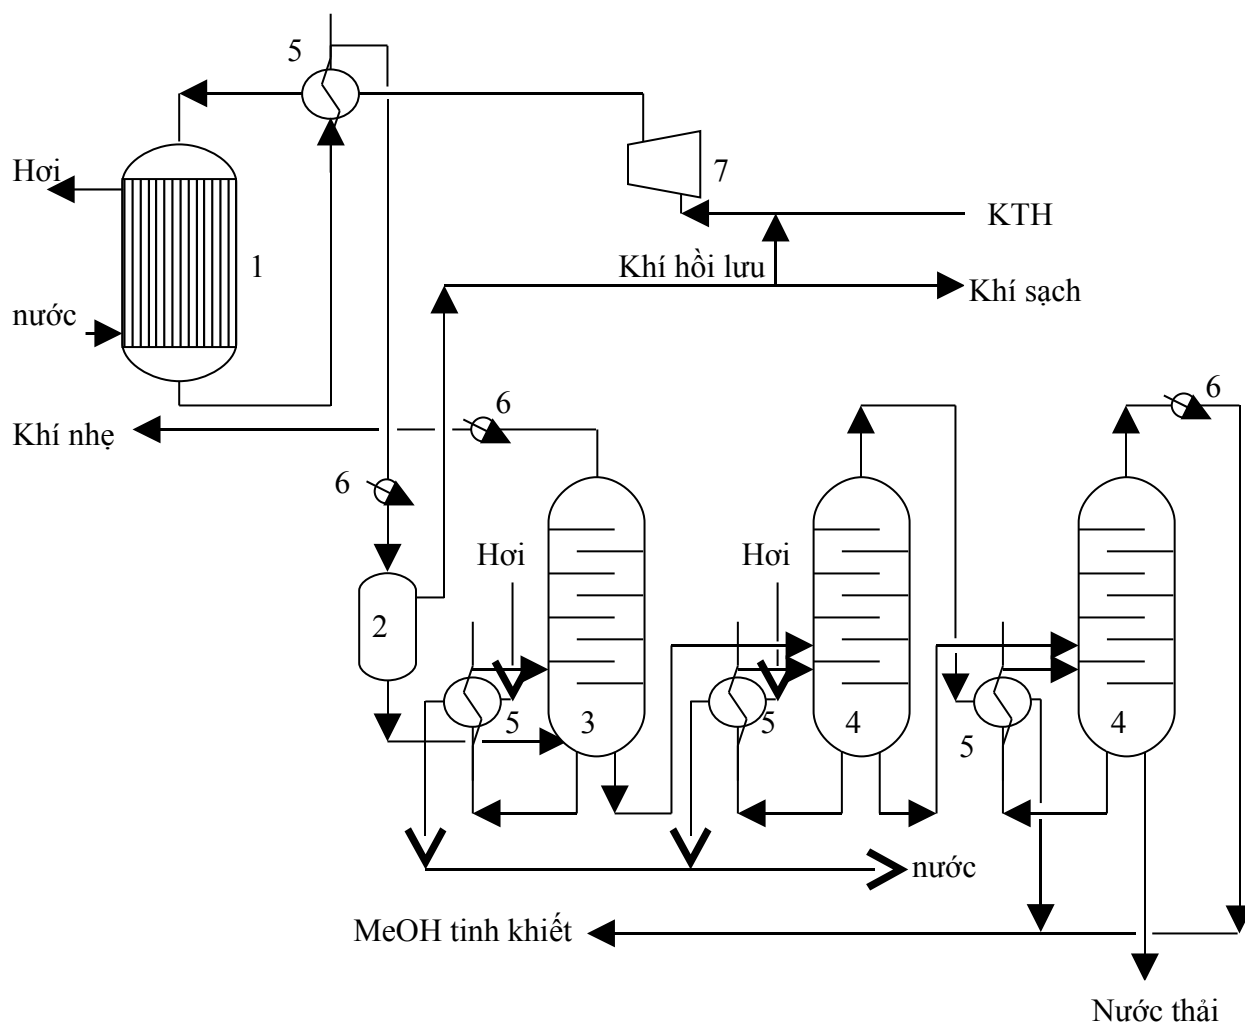 5
Hơi
7
KTH
1
Khí hồi lưu
Khí sạch
nước
6
6
Khí nhẹ
6
Hơi
Hơi
2
5
3
5
4
5
4
nước
MeOH tinh khiết
Nước thải